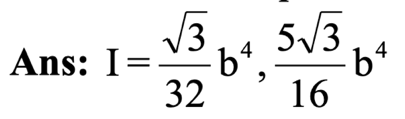 Ans: I = √3/32 b⁴, 5√3/16 b⁴